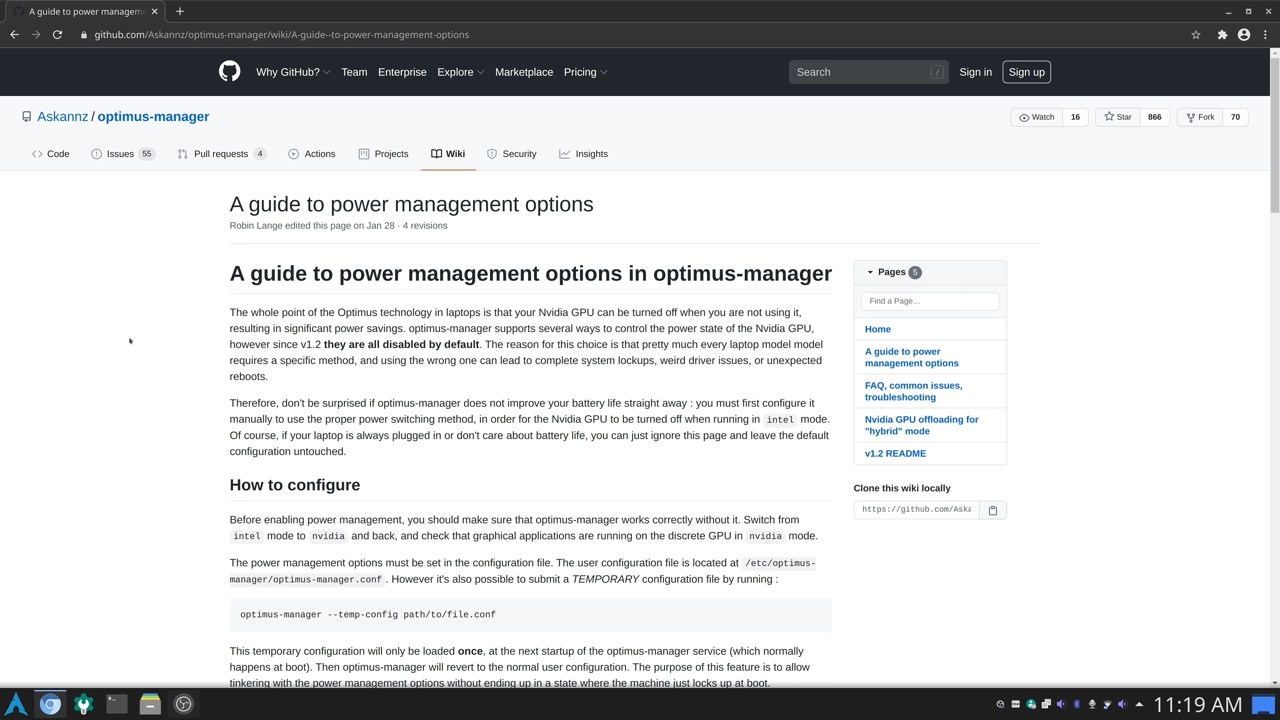 A guide to power managem
github.com/Askannz/optimus-manager/wiki/A-guide--to-power-management-options
Why GitHub? Team Enterprise Explore Marketplace Pricing
Search /
Sign in
Sign up
Askannz / optimus-manager
Watch 16
Star 866
Fork 70
Code
Issues 55
Pull requests 4
Actions
Projects
Wiki
Security
Insights
A guide to power management options
Robin Lange edited this page on Jan 28 · 4 revisions
A guide to power management options in optimus-manager
The whole point of the Optimus technology in laptops is that your Nvidia GPU can be turned off when you are not using it,
resulting in significant power savings. optimus-manager supports several ways to control the power state of the Nvidia GPU,
however since v1.2 they are all disabled by default. The reason for this choice is that pretty much every laptop model model
requires a specific method, and using the wrong one can lead to complete system lockups, weird driver issues, or unexpected
reboots.
Therefore, don't be surprised if optimus-manager does not improve your battery life straight away : you must first configure it
manually to use the proper power switching method, in order for the Nvidia GPU to be turned off when running in intel mode.
Of course, if your laptop is always plugged in or don't care about battery life, you can just ignore this page and leave the default
configuration untouched.
How to configure
Before enabling power management, you should make sure that optimus-manager works correctly without it. Switch from
intel mode to nvidia and back, and check that graphical applications are running on the discrete GPU in nvidia mode.
The power management options must be set in the configuration file. The user configuration file is located at /etc/optimus-
manager/optimus-manager.conf . However it's also possible to submit a TEMPORARY configuration file by running :
optimus-manager --temp-config path/to/file.conf
This temporary configuration will only be loaded once, at the next startup of the optimus-manager service (which normally
happens at boot). Then optimus-manager will revert to the normal user configuration. The purpose of this feature is to allow
tinkering with the power management options without ending up in a state where the machine just locks up at boot.
Pages 5
Find a Page…
Home
A guide to power
management options
FAQ, common issues,
troubleshooting
Nvidia GPU offloading for
"hybrid" mode
v1.2 README
Clone this wiki locally
https://github.com/Aska
11:19 AM